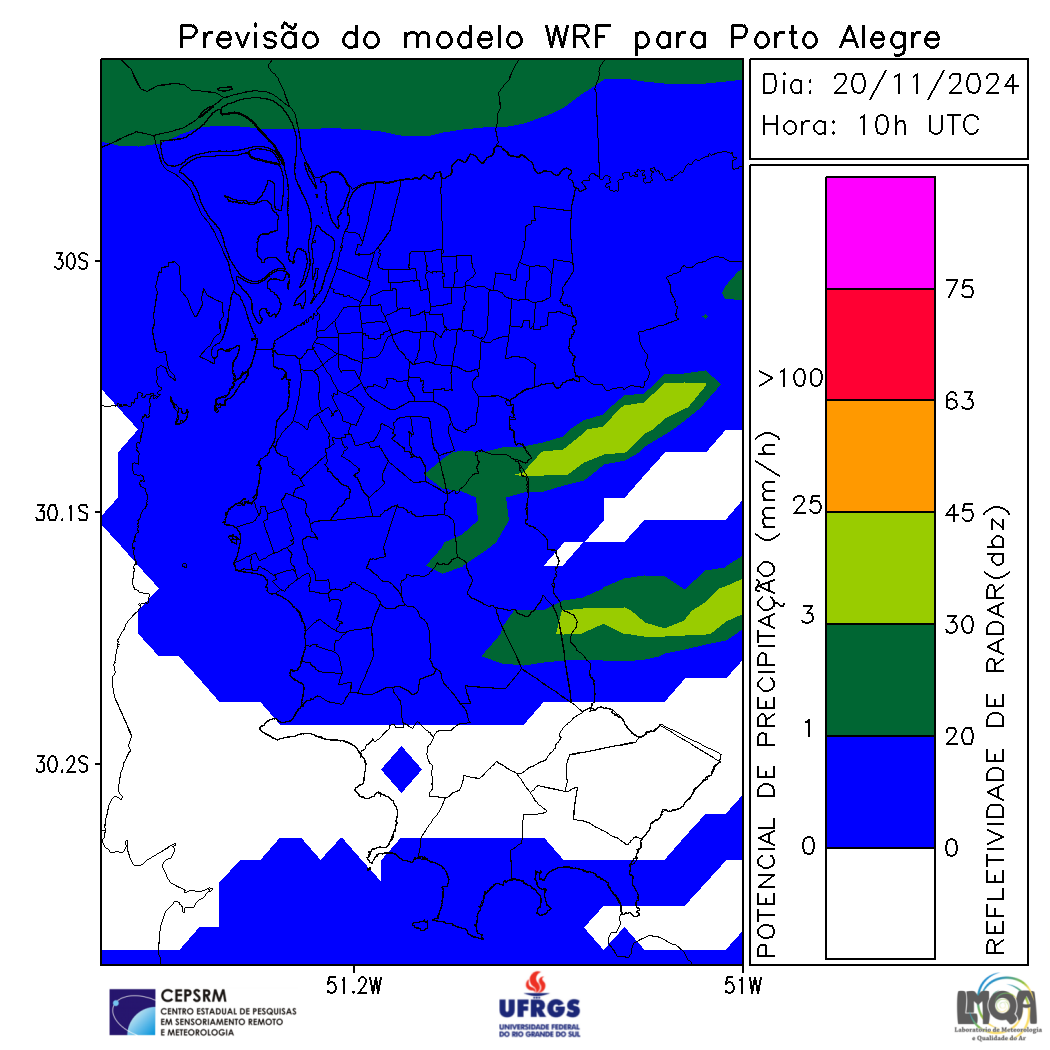 Previsão do modelo WRF para Porto Alegre
Dia: 20/11/2024
Hora: 10h UTC
30S
30.1S
30.2S
51.2W
51W
POTENCIAL DE PRECIPITAÇÃO (mm/h)
>100
25
3
1
0
75
63
45
30
20
0
REFLETIVIDADE DE RADAR(dbz)
CEPSRM
CENTRO ESTADUAL DE PESQUISAS
EM SENSORIAMENTO REMOTO
E METEOROLOGIA
UFRGS
UNIVERSIDADE FEDERAL
DO RIO GRANDE DO SUL
LMQA
Laboratório de Meteorologia
e Qualidade do Ar